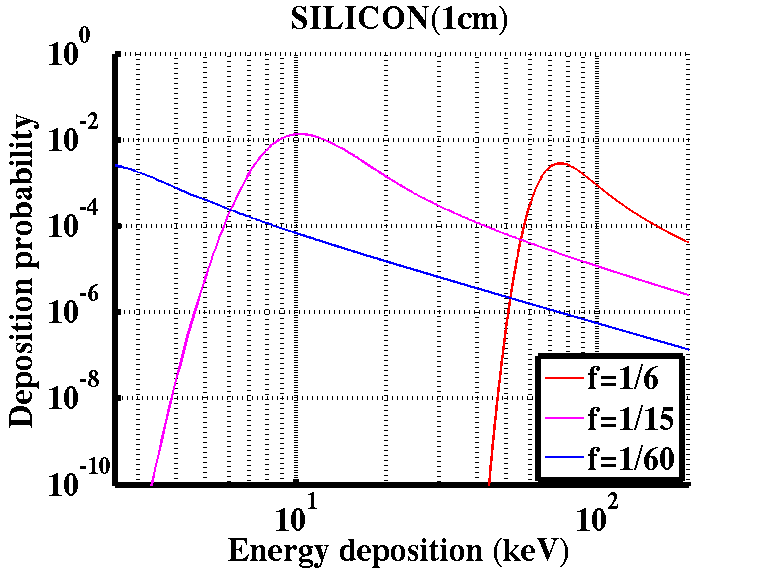 SILICON(1cm)
Deposition probability
10^0
10^-2
10^-4
10^-6
10^-8
10^-10
f=1/6
f=1/15
f=1/60
10^1
10^2
Energy deposition (keV)